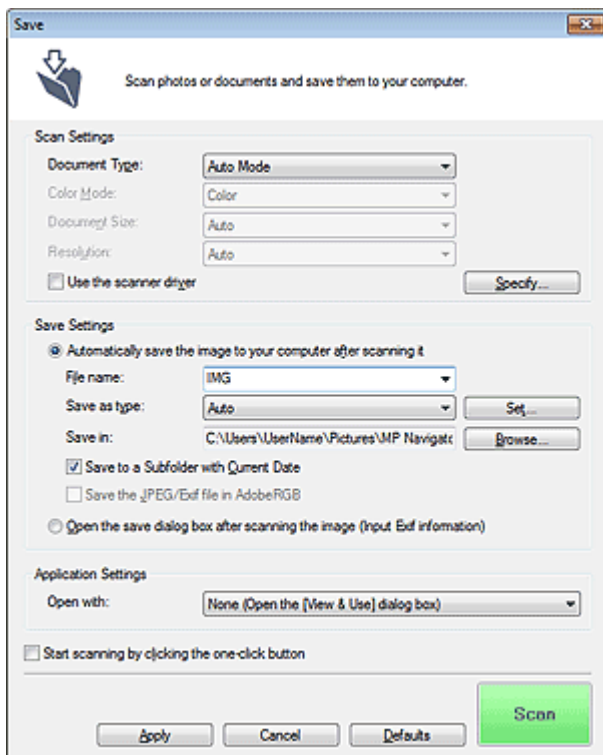 Save
Scan photos or documents and save them to your computer.
Scan Settings
Document Type: Auto Mode
Color Mode: Color
Document Size: Auto
Resolution: Auto
Use the scanner driver Specify...
Save Settings
Automatically save the image to your computer after scanning it
File name: IMG
Save as type: Auto Set...
Save in: C:\Users\UserName\Pictures\MP Navigato Browse...
Save to a Subfolder with Current Date
Save the JPEG/Exif file in AdobeRGB
Open the save dialog box after scanning the image (Input Exif information)
Application Settings
Open with: None (Open the [View & Use] dialog box)
Start scanning by clicking the one-click button
Apply Cancel Defaults Scan